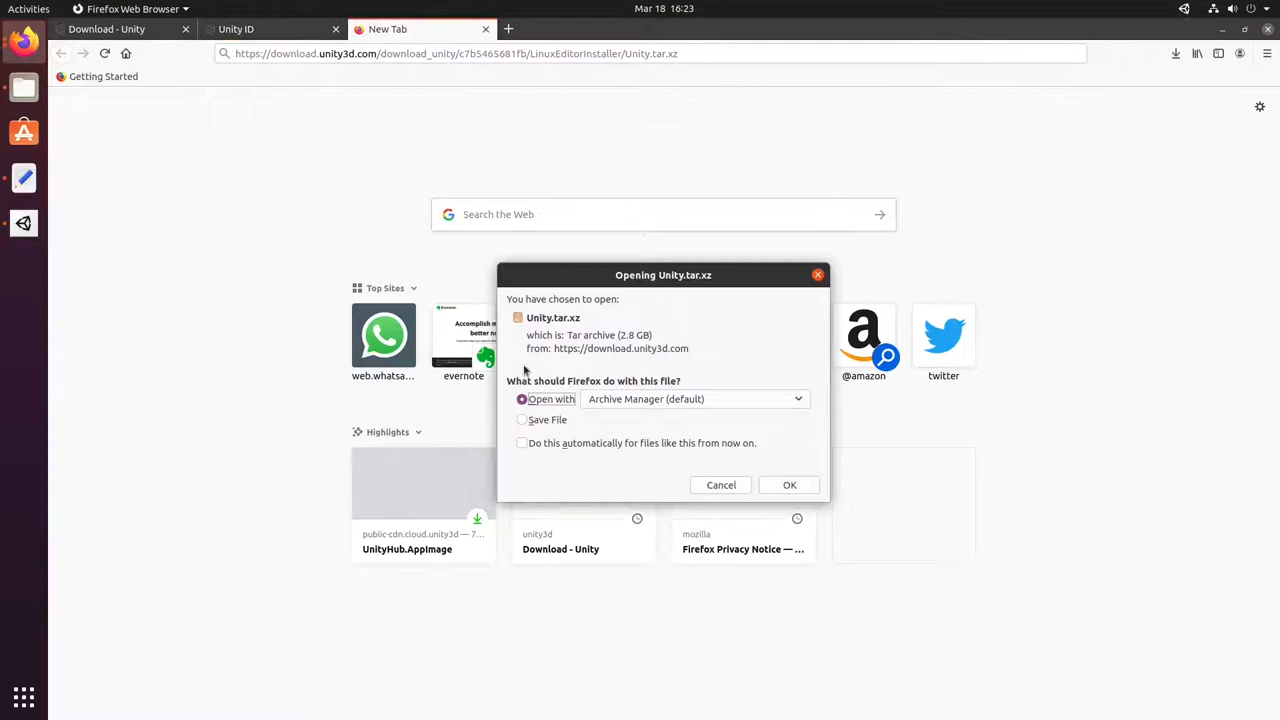 Activities
Firefox Web Browser
Mar 18 16:23
Download - Unity
Unity ID
New Tab
https://download.unity3d.com/download_unity/c7b5465681fb/LinuxEditorInstaller/Unity.tar.xz
Getting Started
Search the Web
Opening Unity.tar.xz
You have chosen to open:
Unity.tar.xz
which is: Tar archive (2.8 GB)
from: https://download.unity3d.com
What should Firefox do with this file?
Open with
Archive Manager (default)
Save File
Do this automatically for files like this from now on.
Cancel
OK
Top Sites
Accomplish m
better no
web.whatsa...
evernote
@amazon
twitter
Highlights
public-cdn.cloud.unity3d — 7...
UnityHub.AppImage
unity3d
Download - Unity
mozilla
Firefox Privacy Notice — ...